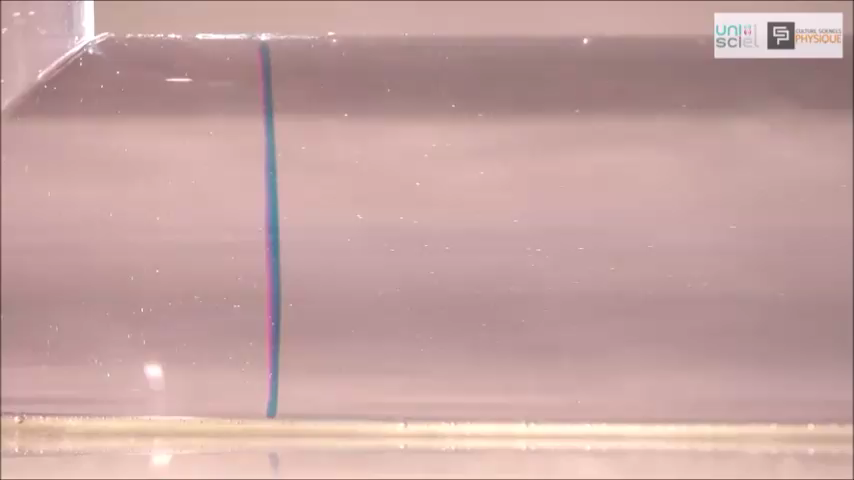 uni
sciel
CULTURE SCIENCES
PHYSIQUE